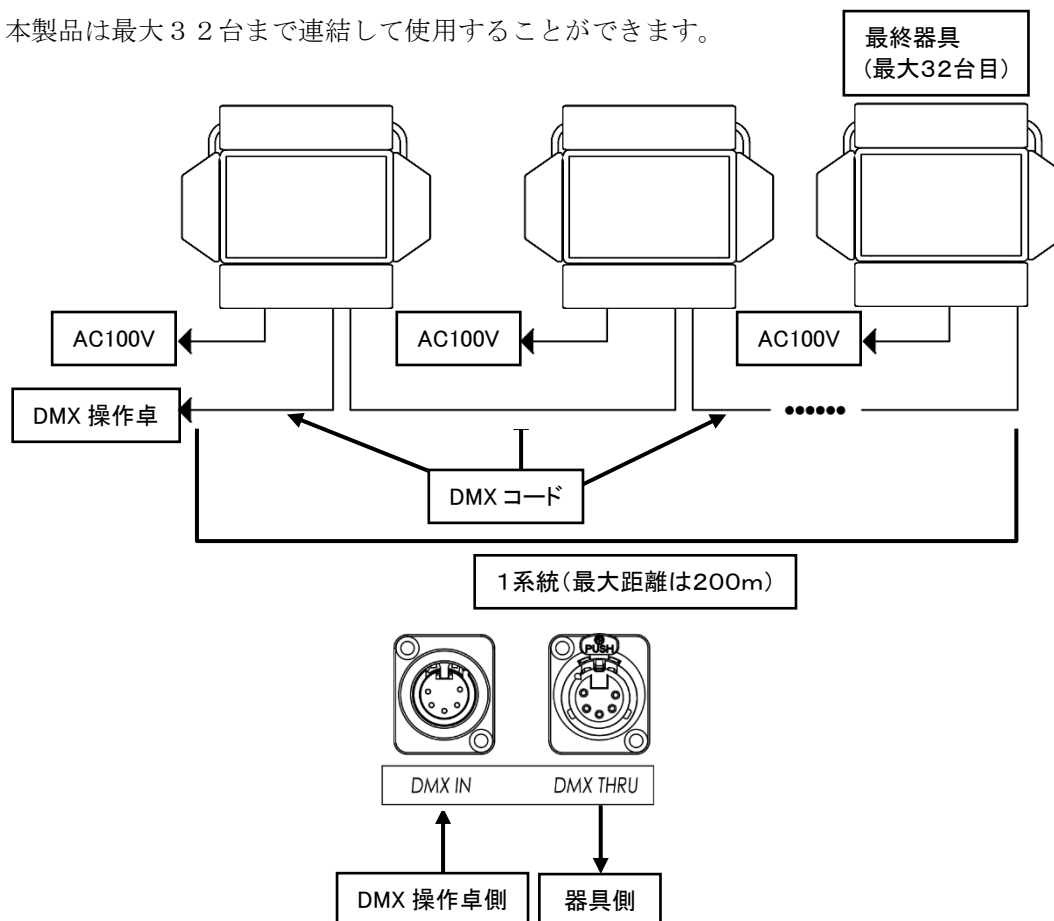 本製品は最大３２台まで連結して使用することができます。
最終器具
(最大32台目)
AC100V
AC100V
AC100V
DMX 操作卓
DMX コード
1系統(最大距離は200m)
PUSH
DMX IN
DMX THRU
DMX 操作卓側
器具側